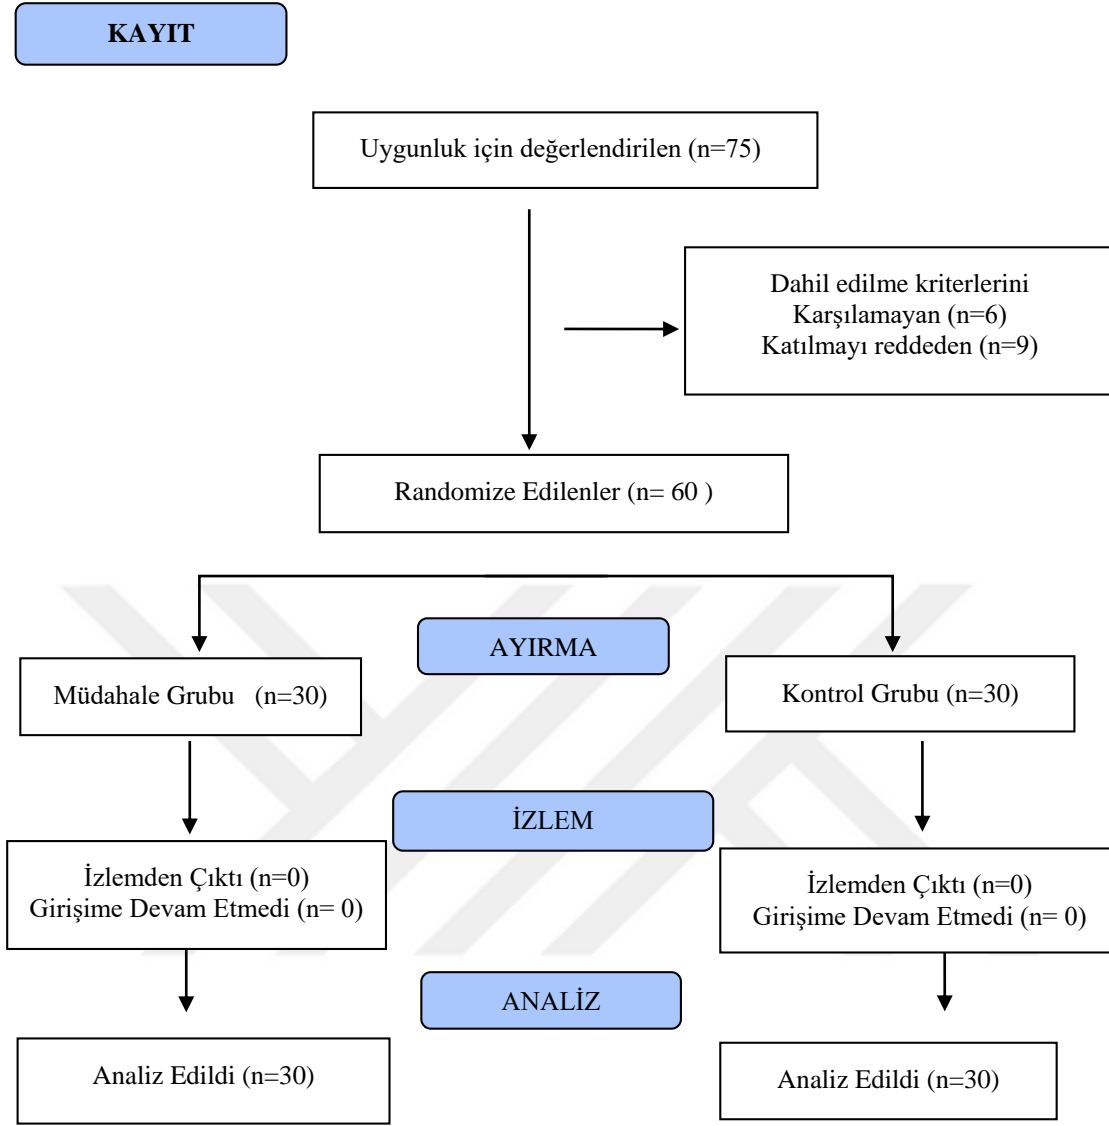 KAYIT
Uygunluk için değerlendirilen (n=75)
Dahil edilme kriterlerini
Karşılamayan (n=6)
Katılmayı reddeden (n=9)
Randomize Edilenler (n= 60 )
AYIRMA
Müdahale Grubu (n=30)
Kontrol Grubu (n=30)
İZLEM
İzlemden Çıktı (n=0)
Girişime Devam Etmedi (n= 0)
İzlemden Çıktı (n=0)
Girişime Devam Etmedi (n= 0)
ANALİZ
Analiz Edildi (n=30)
Analiz Edildi (n=30)